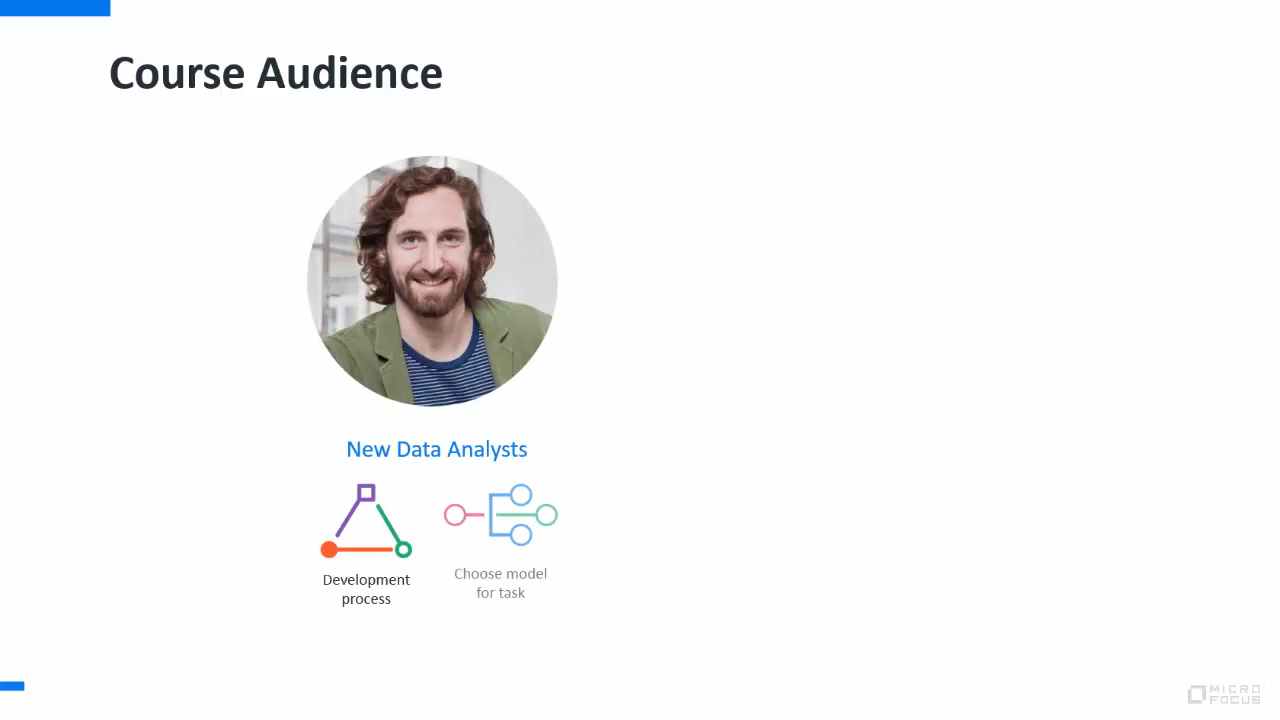 Course Audience
New Data Analysts
Development
process
Choose model
for task
MICRO
FOCUS